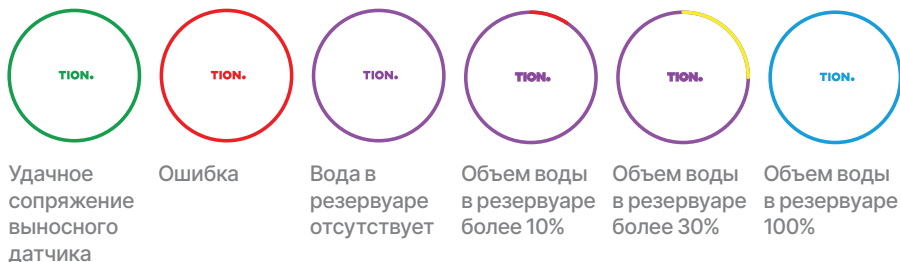 TION.
TION.
TION.
TION.
TION.
TION.
Удачное
сопряжение
выносного
датчика
Ошибка
Вода в
резервуаре
отсутствует
Объем воды
в резервуаре
более 10%
Объем воды
в резервуаре
более 30%
Объем воды
в резервуаре
100%